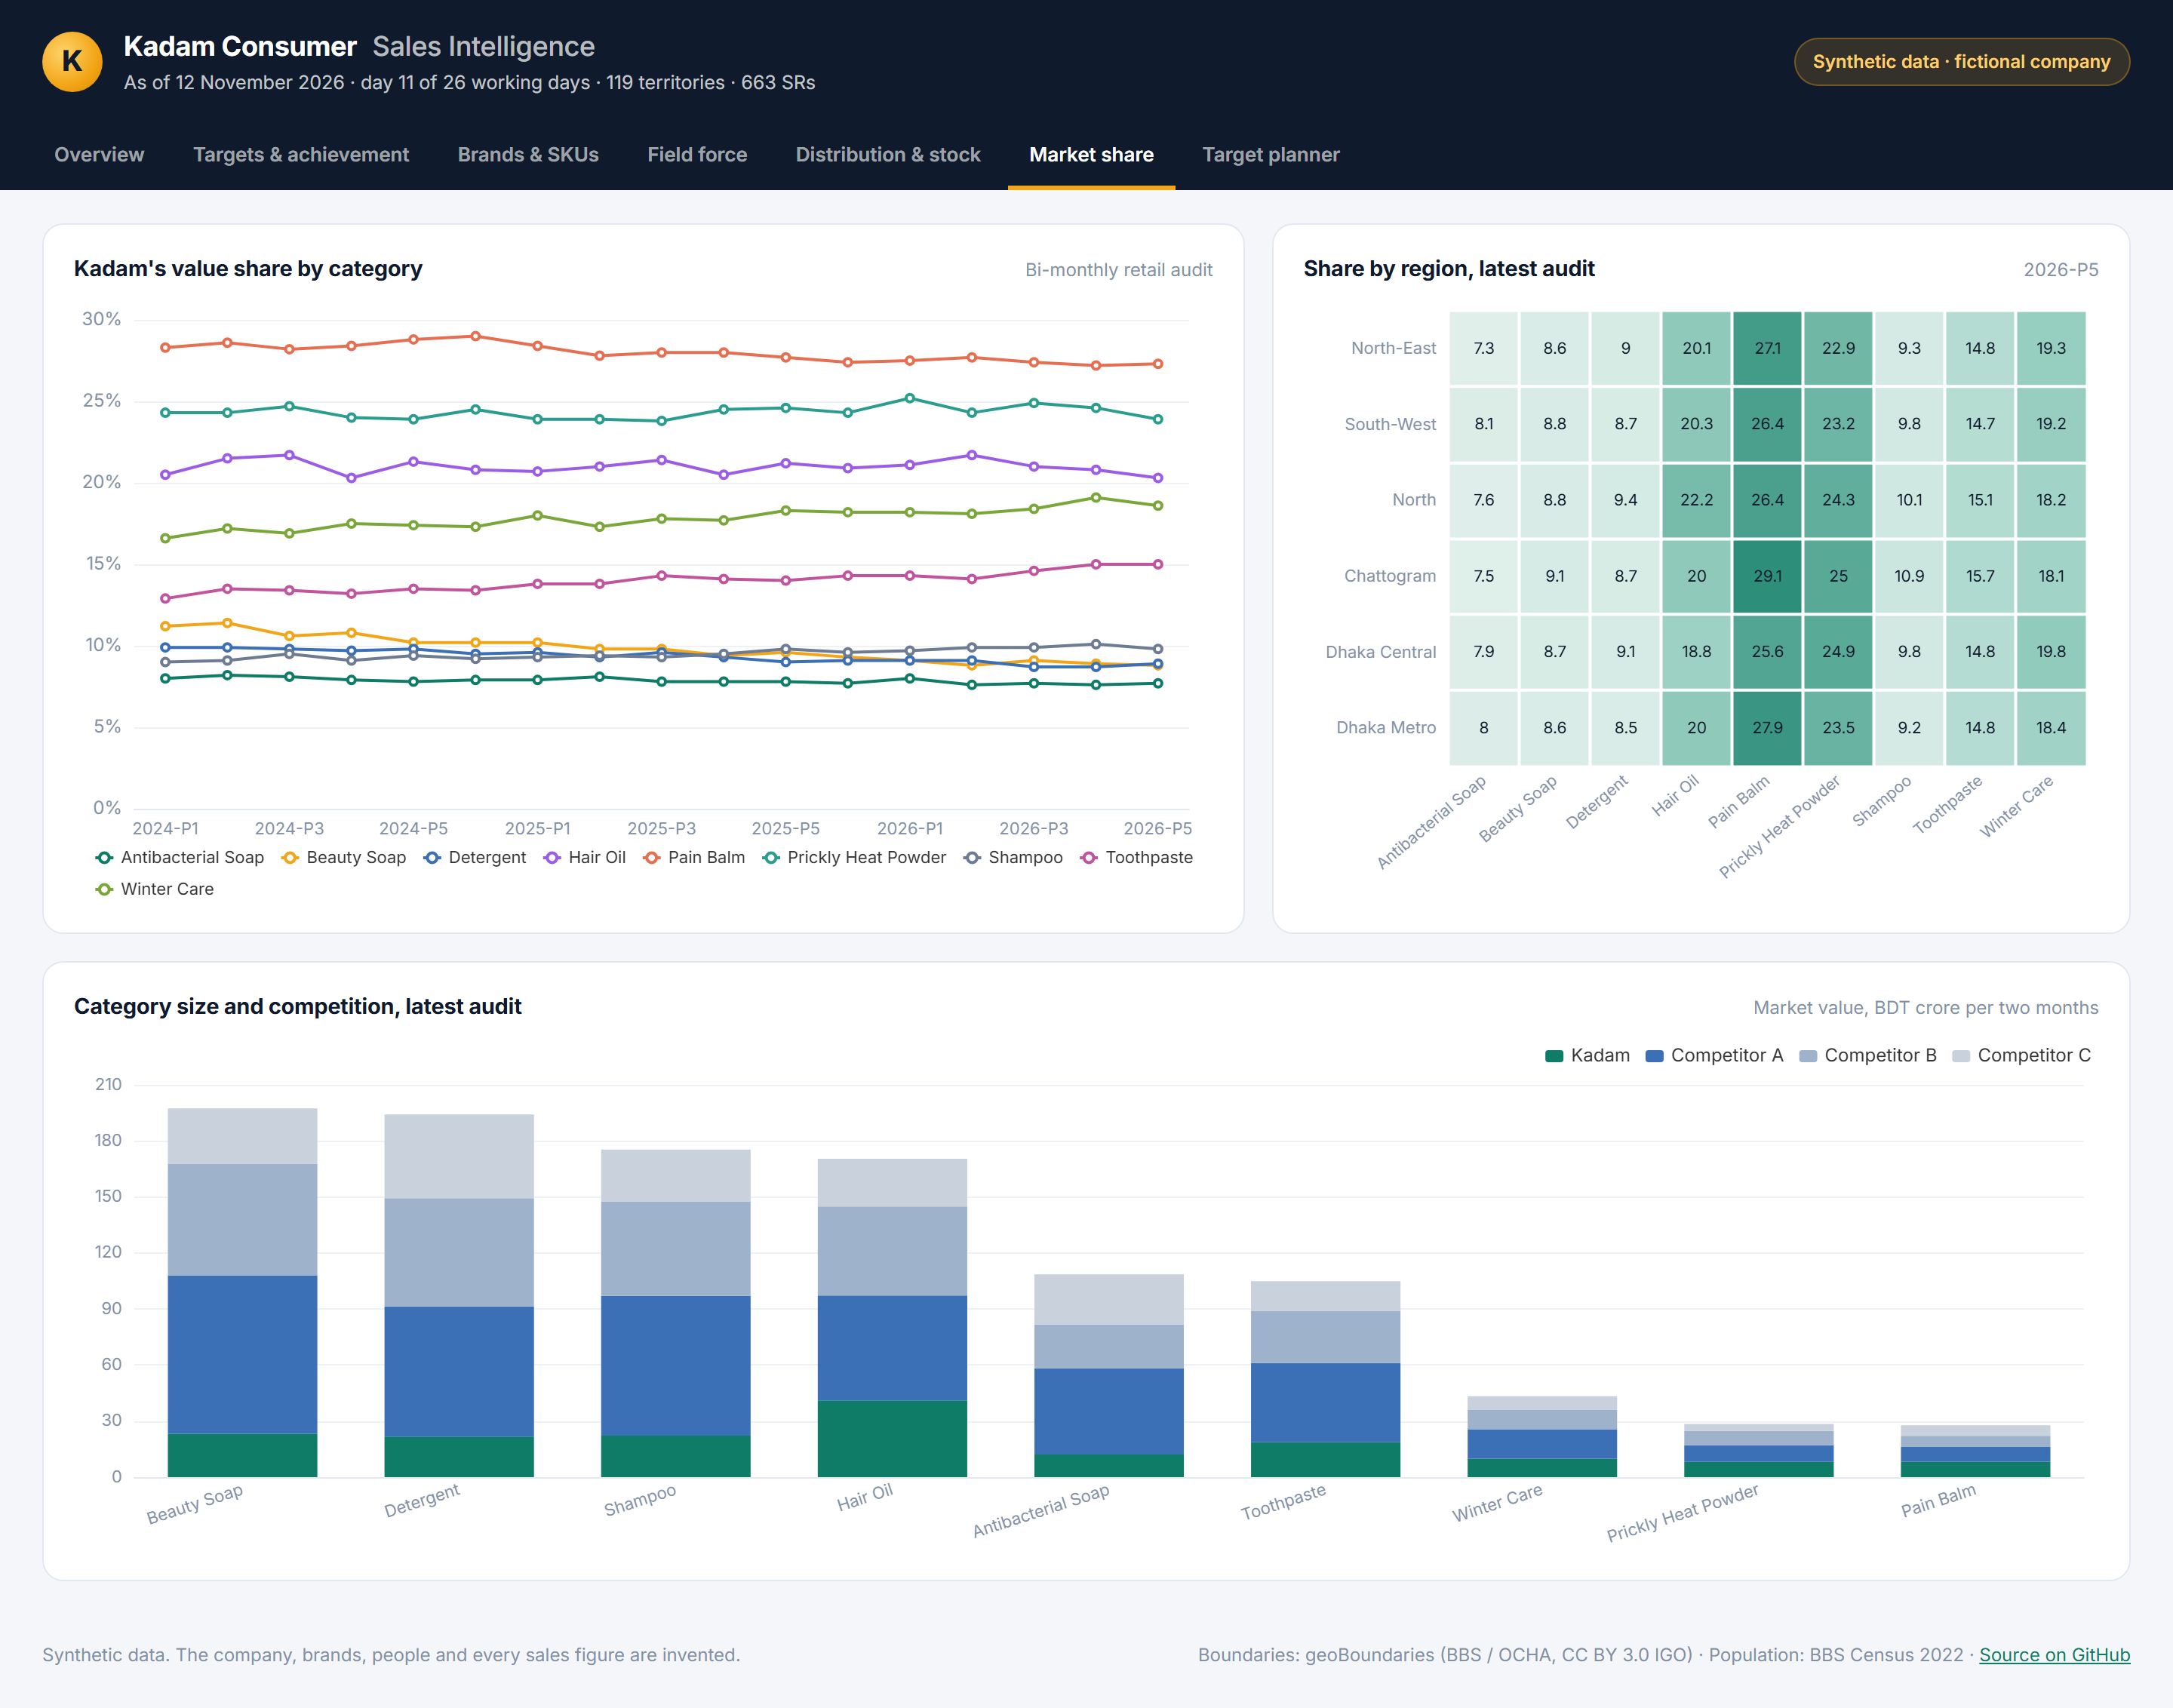 K
Kadam Consumer Sales Intelligence
As of 12 November 2026 · day 11 of 26 working days · 119 territories · 663 SRs
Synthetic data · fictional company
Overview Targets & achievement Brands & SKUs Field force Distribution & stock Market share Target planner
Kadam's value share by category
Bi-monthly retail audit
30%
25%
20%
15%
10%
5%
0%
2024-P1 2024-P3 2024-P5 2025-P1 2025-P3 2025-P5 2026-P1 2026-P3 2026-P5
Antibacterial Soap Beauty Soap Detergent Hair Oil Pain Balm Prickly Heat Powder Shampoo Toothpaste
Winter Care
Share by region, latest audit
2026-P5
North-East 7.3 8.6 9 20.1 27.1 22.9 9.3 14.8 19.3
South-West 8.1 8.8 8.7 20.3 26.4 23.2 9.8 14.7 19.2
North 7.6 8.8 9.4 22.2 26.4 24.3 10.1 15.1 18.2
Chattogram 7.5 9.1 8.7 20 29.1 25 10.9 15.7 18.1
Dhaka Central 7.9 8.7 9.1 18.8 25.6 24.9 9.8 14.8 19.8
Dhaka Metro 8 8.6 8.5 20 27.9 23.5 9.2 14.8 18.4
Antibacterial Soap Beauty Soap Detergent Hair Oil Pain Balm Prickly Heat Powder Shampoo Toothpaste Winter Care
Category size and competition, latest audit
Market value, BDT crore per two months
Kadam Competitor A Competitor B Competitor C
210
180
150
120
90
60
30
0
Beauty Soap Detergent Shampoo Hair Oil Antibacterial Soap Toothpaste Winter Care Prickly Heat Powder Pain Balm
Synthetic data. The company, brands, people and every sales figure are invented.
Boundaries: geoBoundaries (BBS / OCHA, CC BY 3.0 IGO) · Population: BBS Census 2022 · Source on GitHub